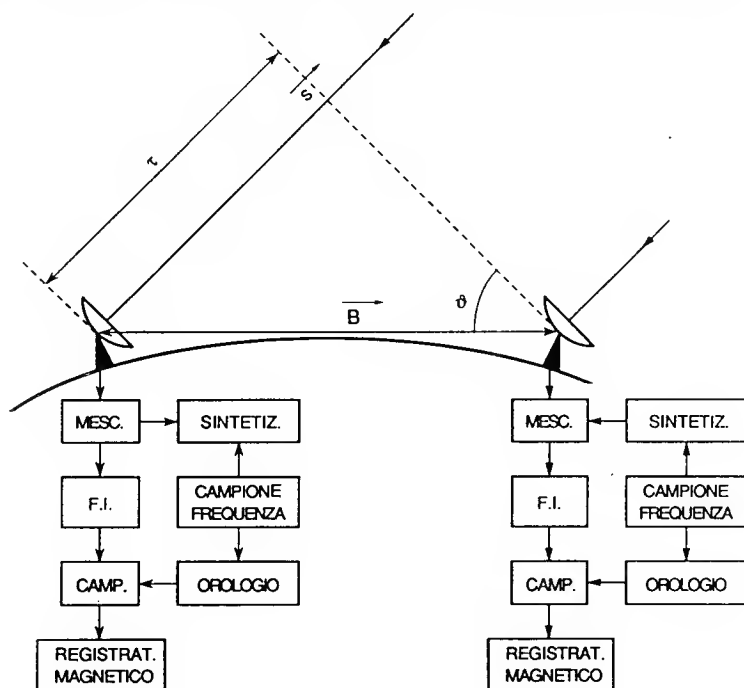 S
τ
B
ϑ
MESC.
SINTETIZ.
F.I.
CAMPIONE
FREQUENZA
CAMP.
OROLOGIO
REGISTRAT.
MAGNETICO
MESC.
SINTETIZ.
F.I.
CAMPIONE
FREQUENZA
CAMP.
OROLOGIO
REGISTRAT.
MAGNETICO